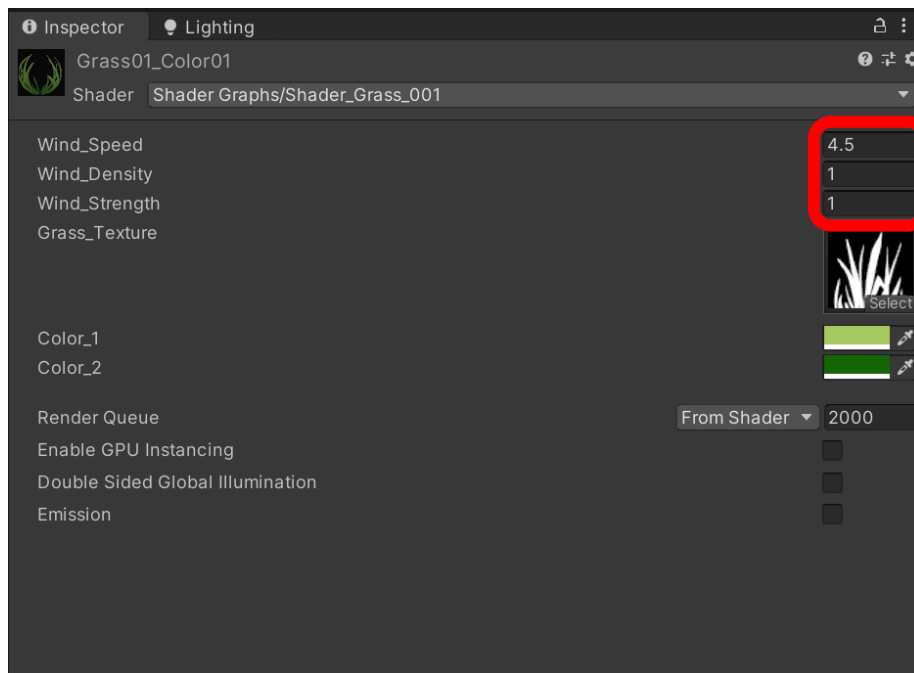 Inspector Lighting
Grass01_Color01
Shader Shader Graphs/Shader_Grass_001
Wind_Speed 4.5
Wind_Density 1
Wind_Strength 1
Grass_Texture
Select
Color_1
Color_2
Render Queue From Shader 2000
Enable GPU Instancing
Double Sided Global Illumination
Emission